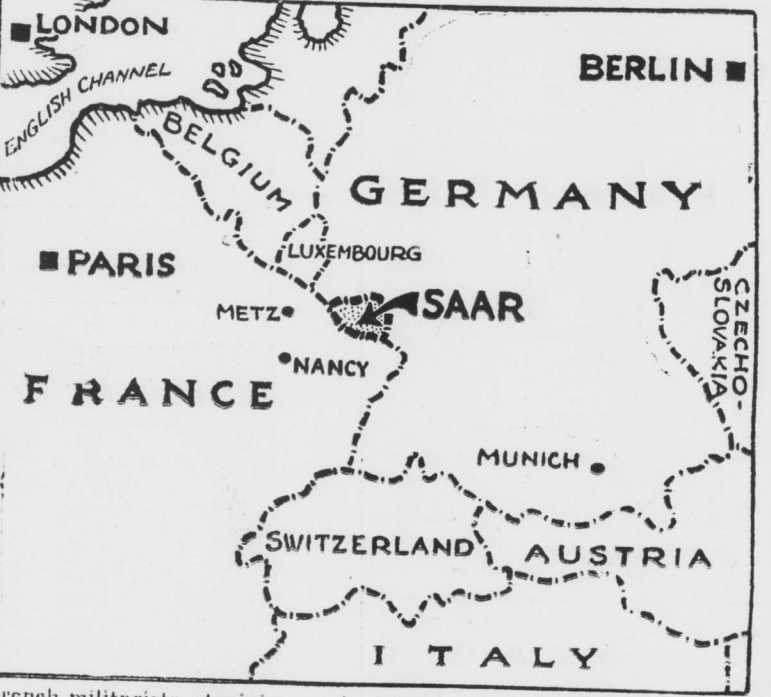 LONDON
ENGLISH CHANNEL
BERLIN
BELGIUM
GERMANY
LUXEMBOURG
PARIS
CZECHO-
SLOVAKIA
METZ
SAAR
NANCY
FRANCE
MUNICH
SWITZERLAND
AUSTRIA
ITALY